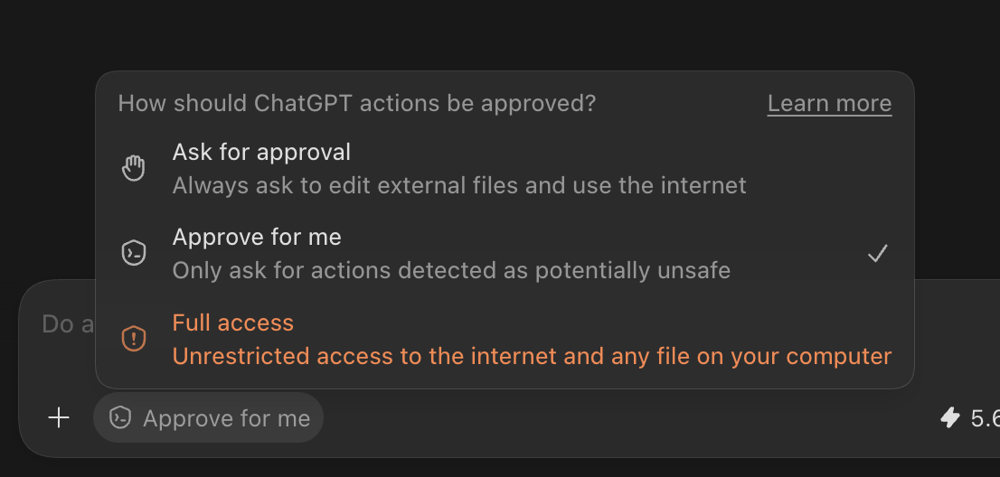 How should ChatGPT actions be approved? Learn more
Ask for approval
Always ask to edit external files and use the internet
Approve for me
Only ask for actions detected as potentially unsafe
Full access
Unrestricted access to the internet and any file on your computer
Do a
Approve for me
5.6